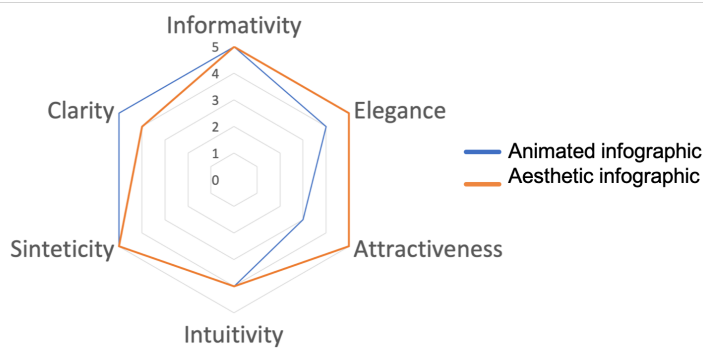 Informativity
5
4
3
2
1
0
Clarity
Elegance
Animated infographic
Aesthetic infographic
Sinteticity
Attractiveness
Intuitivity